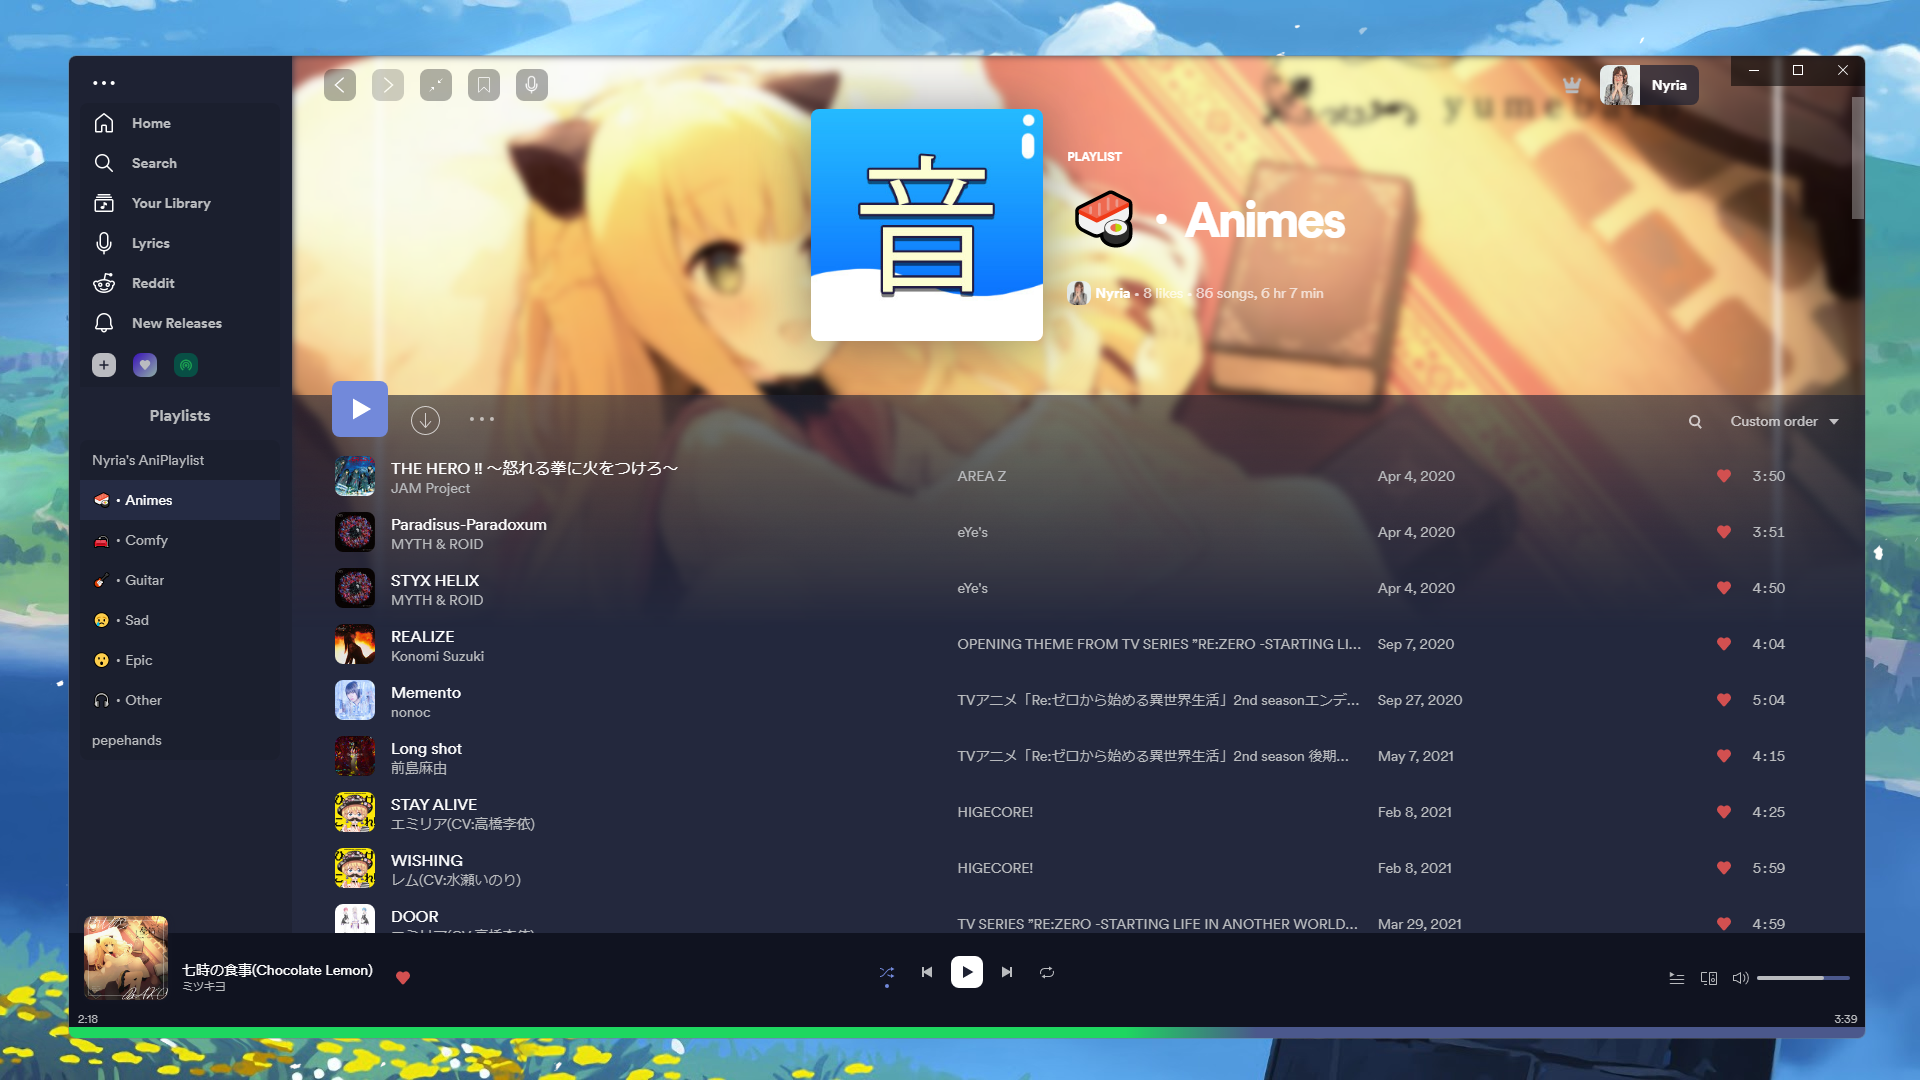 Home
Search
Your Library
Lyrics
Reddit
New Releases
Playlists
Nyria's AniPlaylist
• Animes
• Comfy
• Guitar
• Sad
• Epic
• Other
pepehands
Nyria
音
PLAYLIST
• Animes
Nyria • 8 likes • 86 songs, 6 hr 7 min
Custom order
THE HERO !! ～怒れる拳に火をつけろ～
JAM Project
AREA Z
Apr 4, 2020
3:50
Paradisus-Paradoxum
MYTH & ROID
eYe's
Apr 4, 2020
3:51
STYX HELIX
MYTH & ROID
eYe's
Apr 4, 2020
4:50
REALIZE
Konomi Suzuki
OPENING THEME FROM TV SERIES ”RE:ZERO -STARTING LI...
Sep 7, 2020
4:04
Memento
nonoc
TVアニメ「Re:ゼロから始める異世界生活」2nd seasonエンデ...
Sep 27, 2020
5:04
Long shot
前島麻由
TVアニメ「Re:ゼロから始める異世界生活」2nd season 後期...
May 7, 2021
4:15
STAY ALIVE
エミリア(CV:高橋李依)
HIGECORE!
Feb 8, 2021
4:25
WISHING
レム(CV:水瀬いのり)
HIGECORE!
Feb 8, 2021
5:59
DOOR
エミリア(CV:高橋李依)
TV SERIES ”RE:ZERO -STARTING LIFE IN ANOTHER WORLD...
Mar 29, 2021
4:59
七時の食事(Chocolate Lemon)
ミツキヨ
2:18
3:39